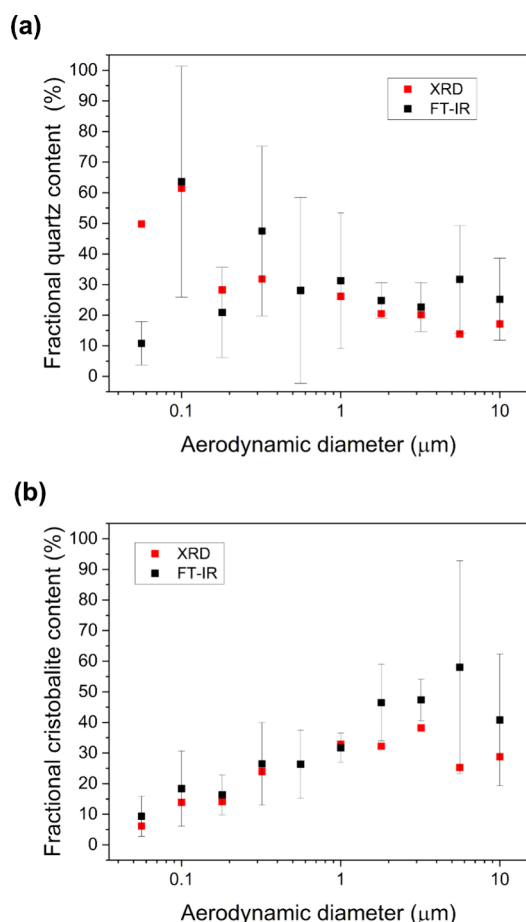 (a)
Fractional quartz content (%)
100
90
80
70
60
50
40
30
20
10
0
XRD
FT-IR
0.1
1
10
Aerodynamic diameter (μm)
(b)
Fractional cristobalite content (%)
100
90
80
70
60
50
40
30
20
10
0
XRD
FT-IR
0.1
1
10
Aerodynamic diameter (μm)